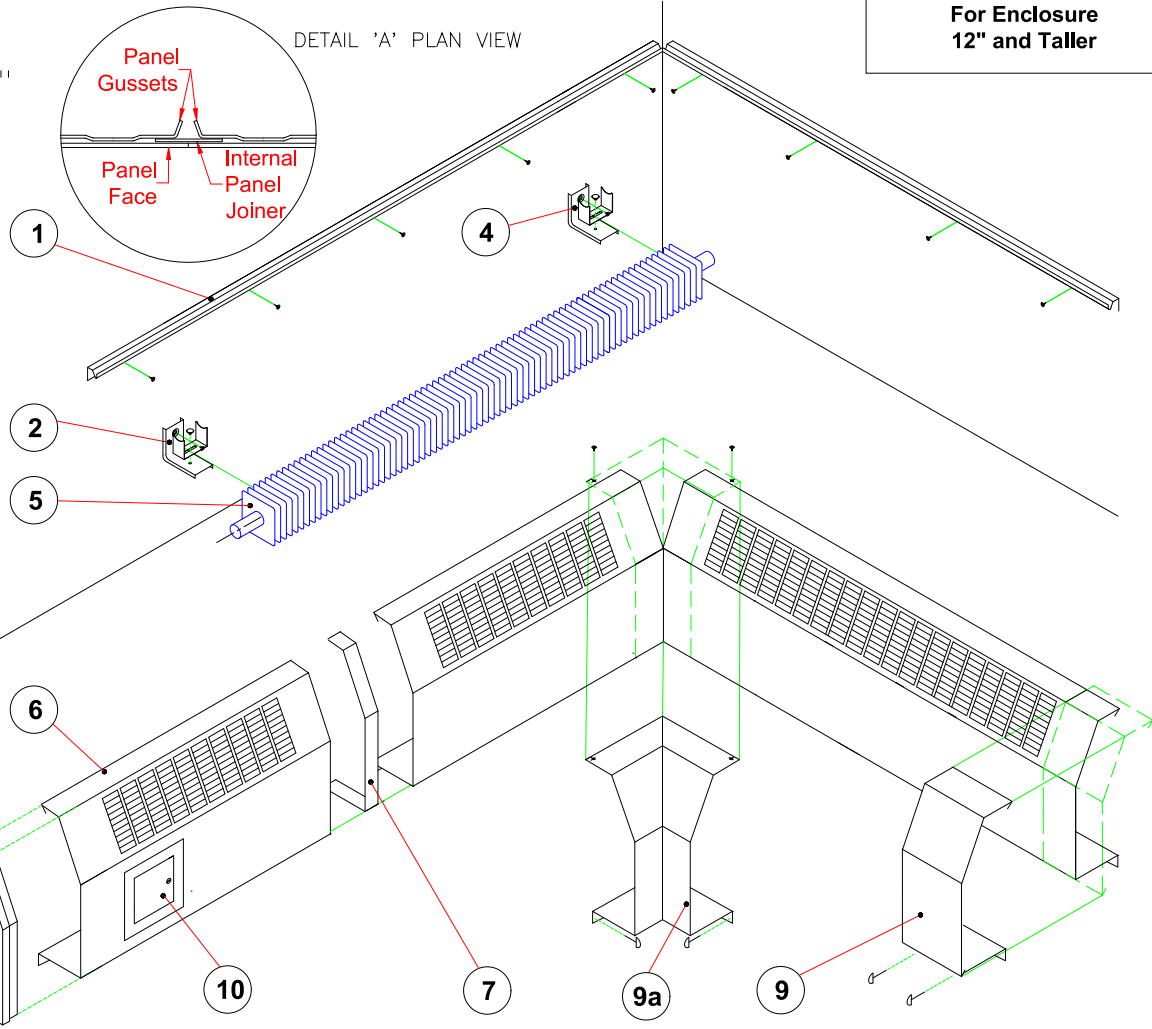 DETAIL 'A' PLAN VIEW
For Enclosure
12" and Taller
Panel
Gussets
Panel
Face
Internal
Panel
Joiner
1
4
2
5
6
10
7
9a
9